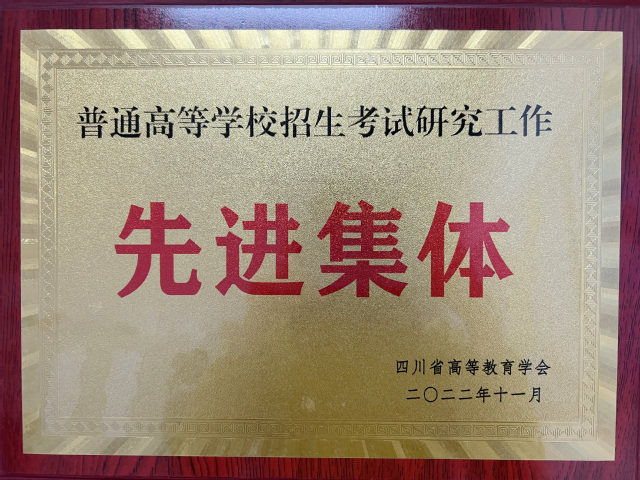 普通高等学校招生考试研究工作
先进集体
四川省高等教育学会
二〇二二年十一月